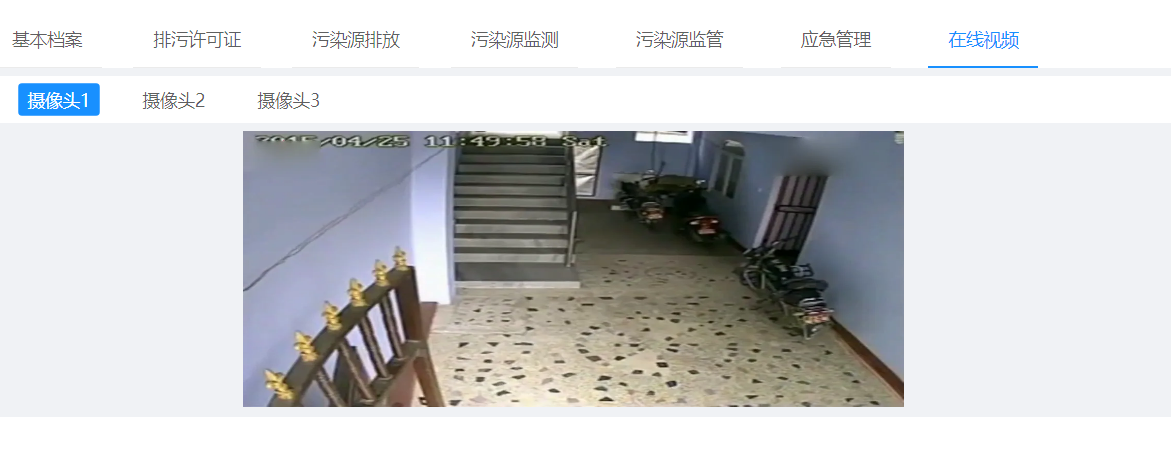 基本档案 排污许可证 污染源排放 污染源监测 污染源监管 应急管理 在线视频
摄像头1 摄像头2 摄像头3
2015/04/25 11:49:58 Sat